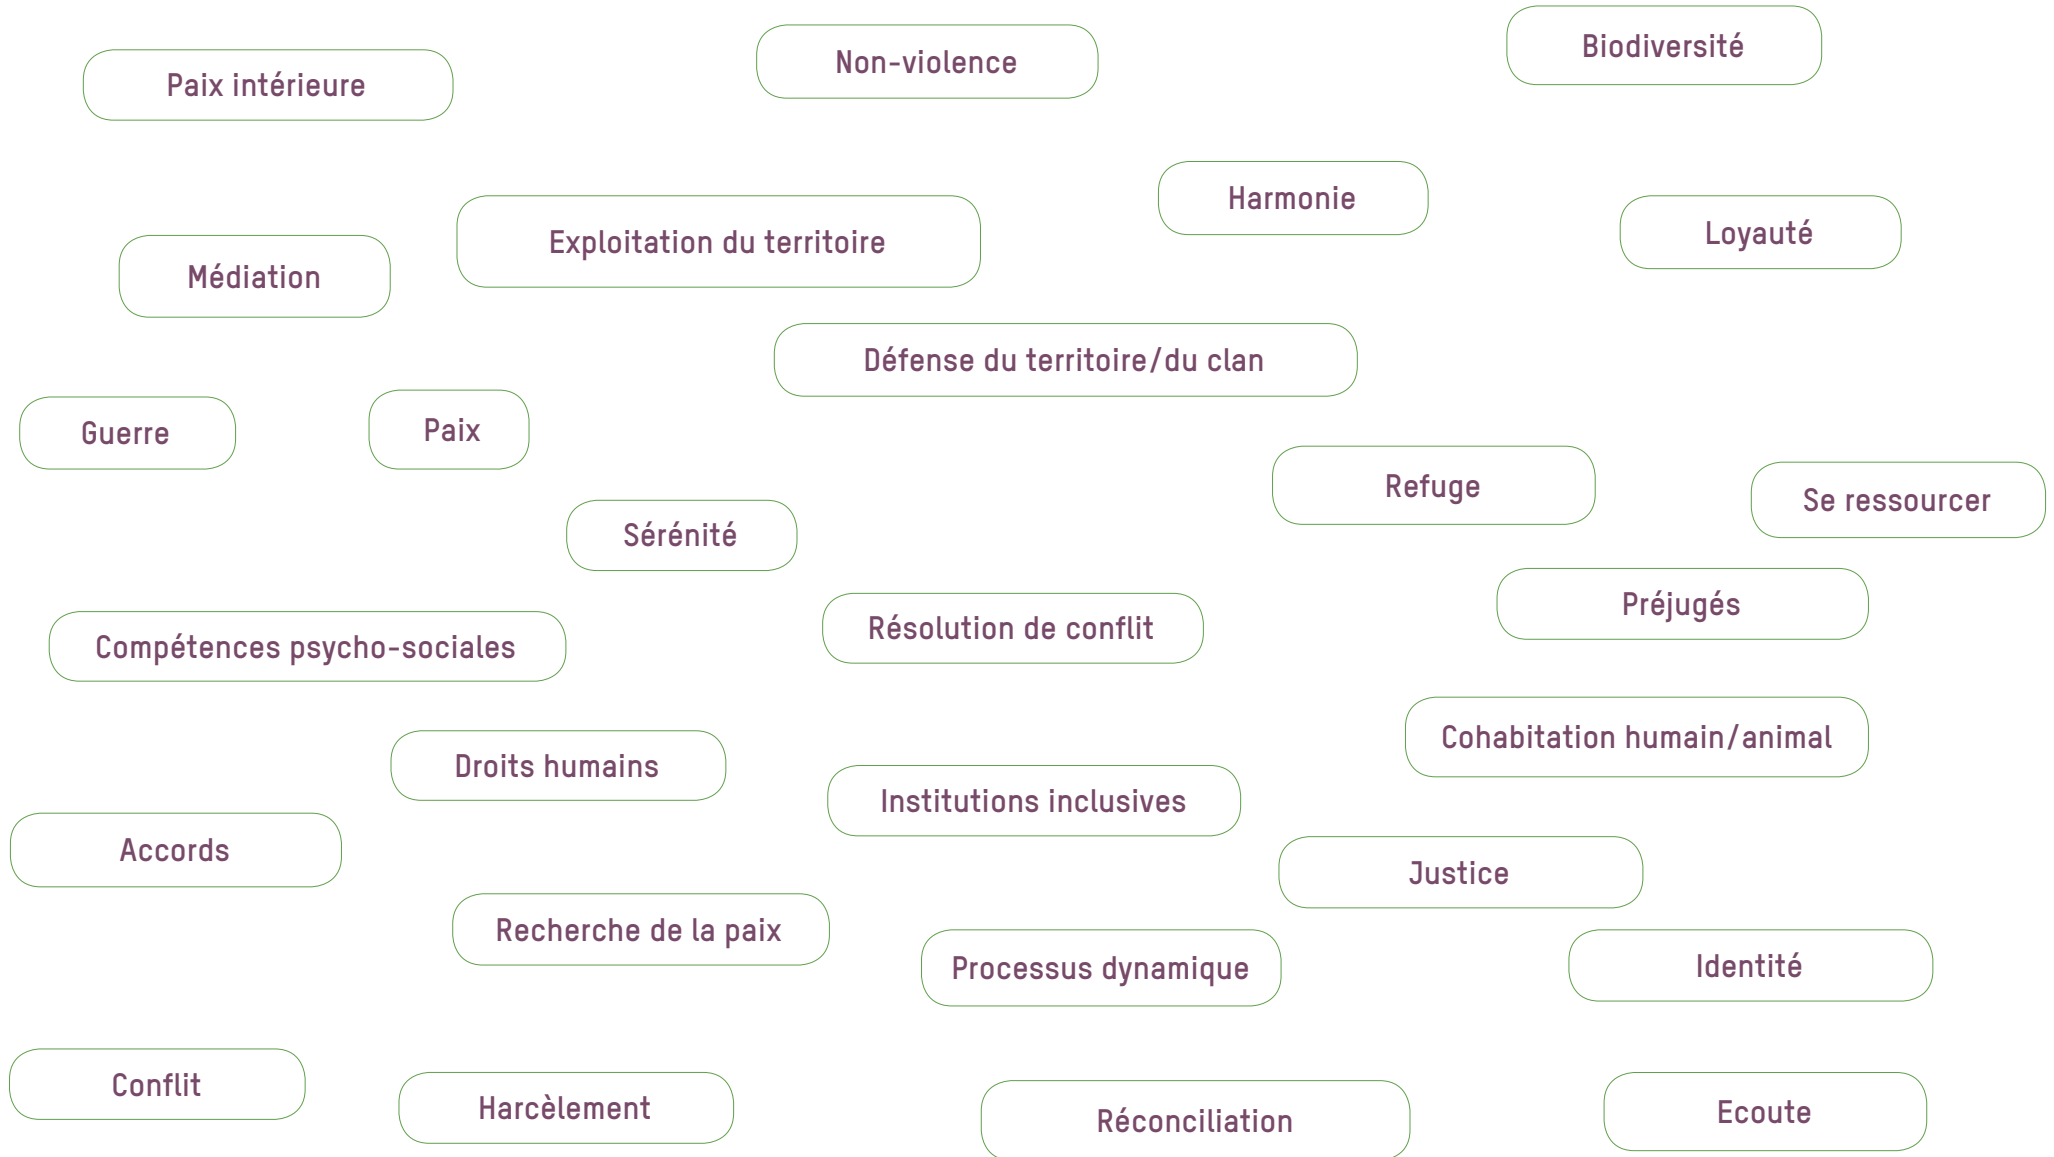 Biodiversité
Non-violence
Paix intérieure
Harmonie
Loyauté
Exploitation du territoire
Médiation
Défense du territoire/du clan
Guerre
Paix
Refuge
Se ressourcer
Sérénité
Préjugés
Résolution de conflit
Compétences psycho-sociales
Cohabitation humain/animal
Droits humains
Institutions inclusives
Accords
Justice
Recherche de la paix
Processus dynamique
Identité
Conflit
Harcèlement
Réconciliation
Ecoute